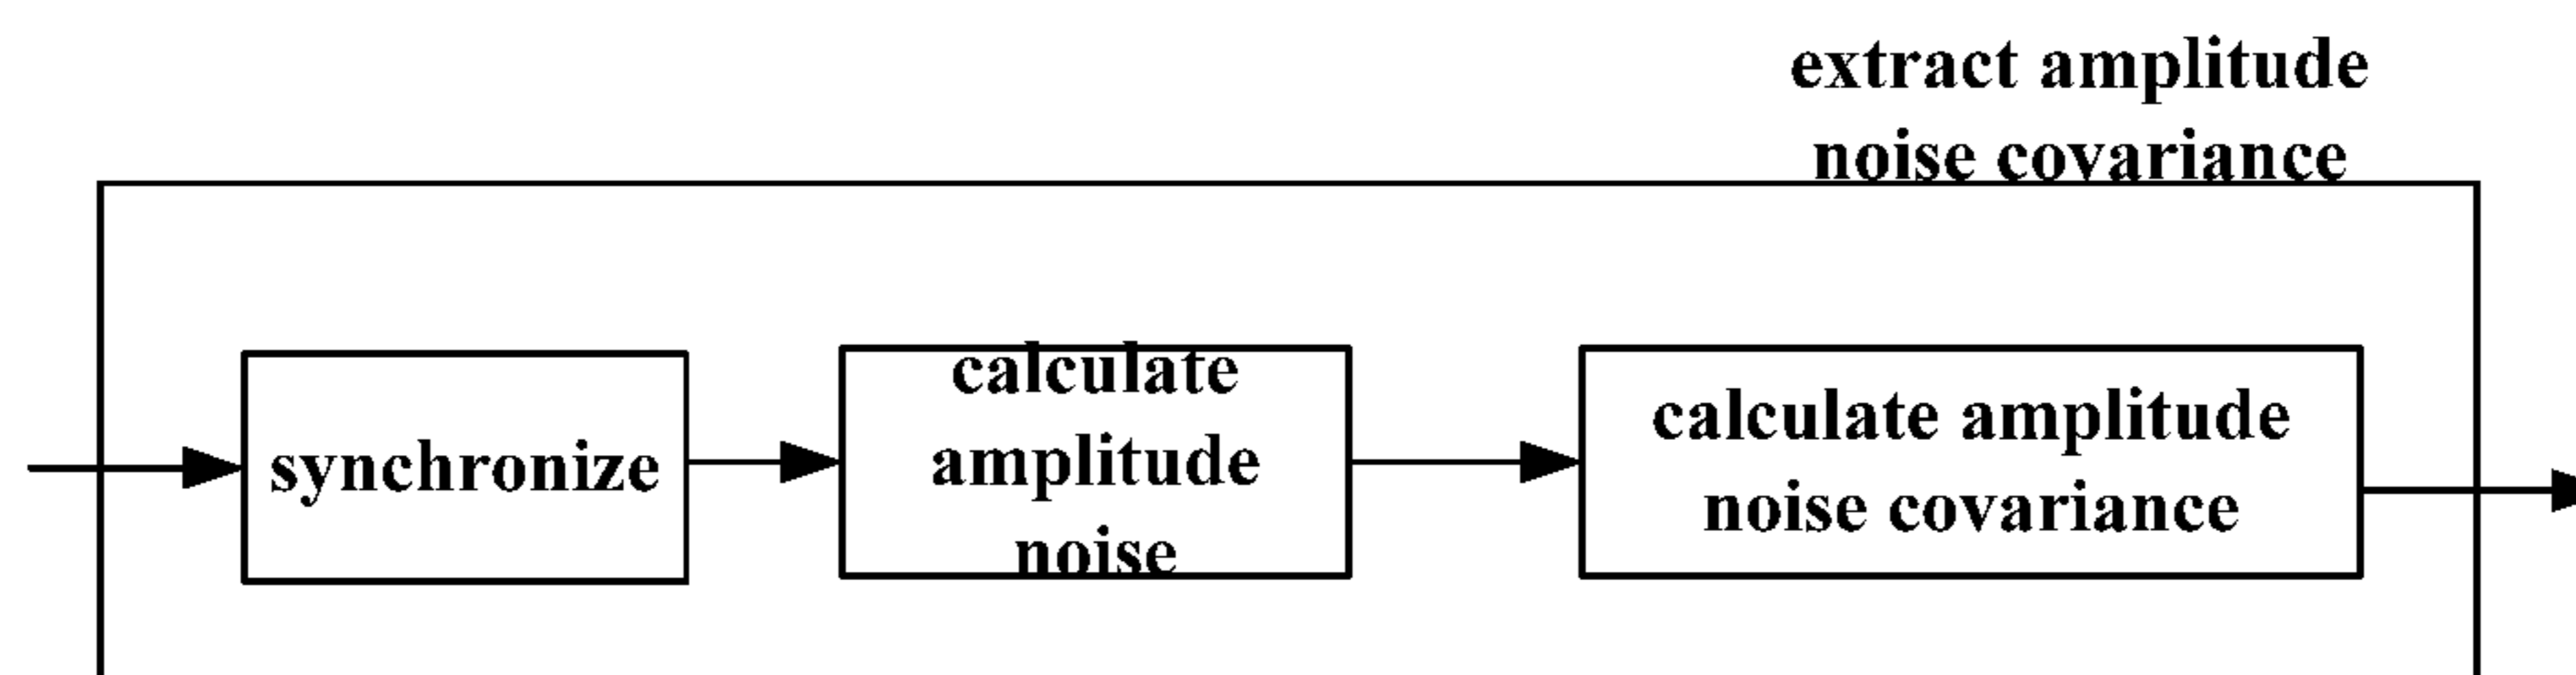 extract amplitude
noise covariance
synchronize
calculate
amplitude
noise
calculate amplitude
noise covariance